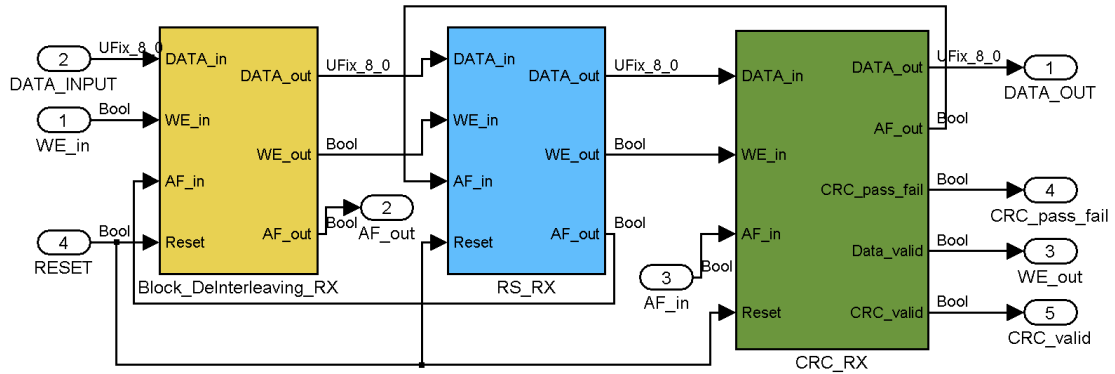 2
UFix_8_0
DATA_INPUT
1
Bool
WE_in
4
Bool
RESET
DATA_in
WE_in
AF_in
Reset
DATA_out
WE_out
AF_out
Block_DeInterleaving_RX
UFix_8_0
Bool
Bool
2
AF_out
DATA_in
WE_in
AF_in
Reset
DATA_out
WE_out
AF_out
RS_RX
UFix_8_0
Bool
Bool
3
Bool
AF_in
DATA_in
WE_in
AF_in
Reset
DATA_out
AF_out
CRC_pass_fail
Data_valid
CRC_valid
CRC_RX
UFix_8_0
1
DATA_OUT
Bool
Bool
4
CRC_pass_fail
Bool
3
WE_out
Bool
5
CRC_valid